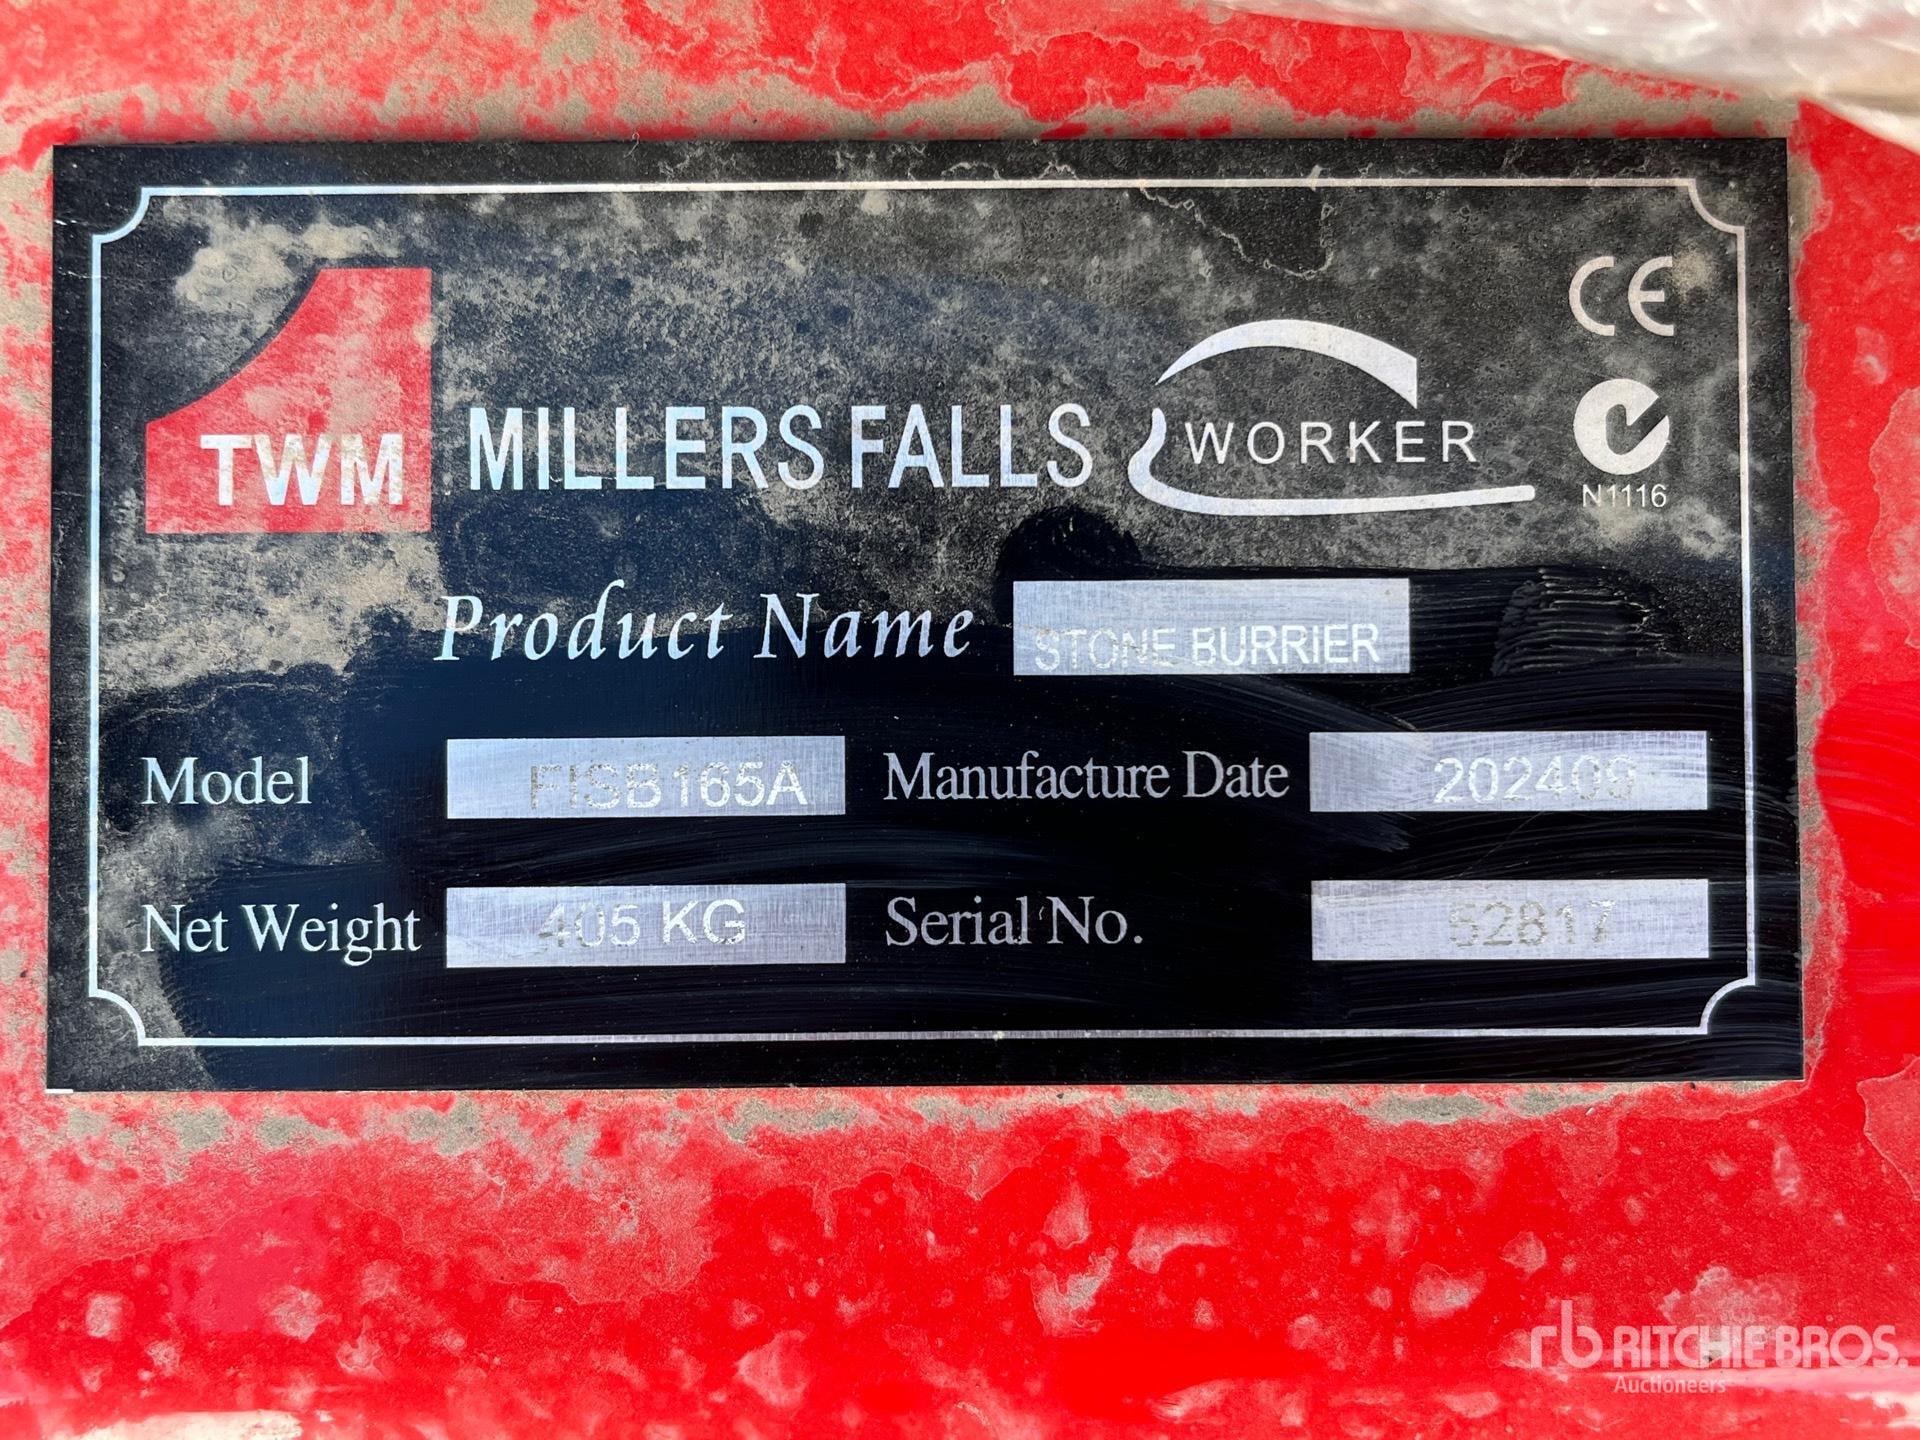 CE
TWM MILLERS FALLS WORKER
N1116
Product Name STONE BURRIER
Model FISB165A Manufacture Date 202409
Net Weight 405 KG Serial No. 52817
rb RITCHIE BROS.
Auctioneers